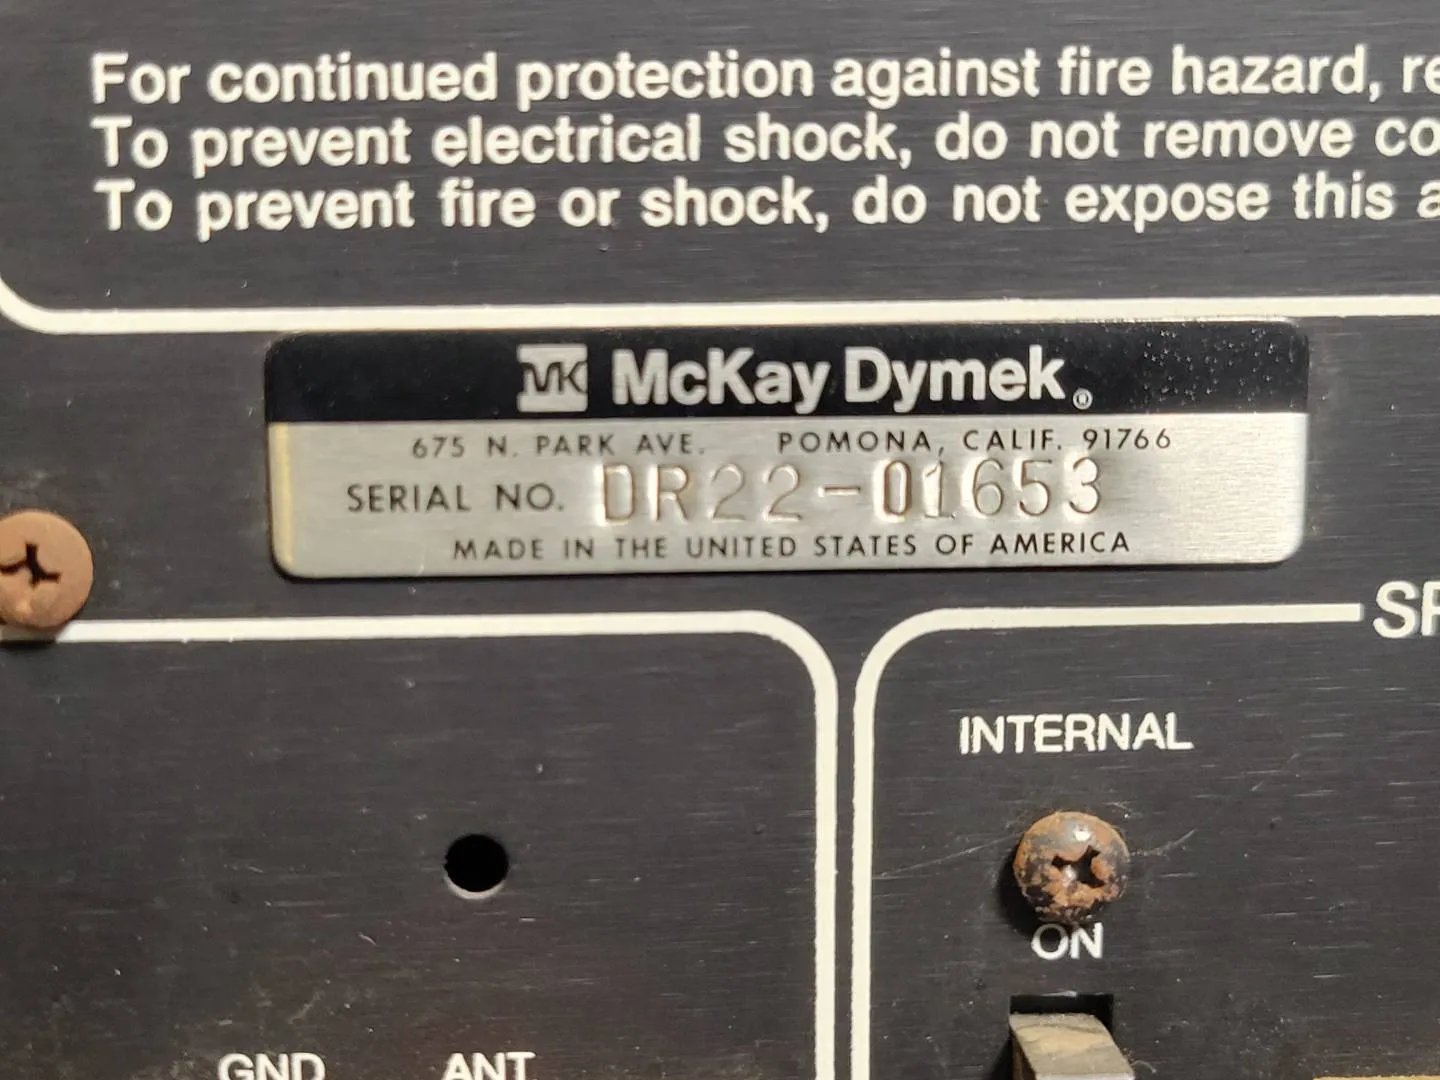 For continued protection against fire hazard, re
To prevent electrical shock, do not remove co
To prevent fire or shock, do not expose this a
MK McKay Dymek®
675 N. PARK AVE. POMONA, CALIF. 91766
SERIAL NO. DR22-01653
MADE IN THE UNITED STATES OF AMERICA
SP
INTERNAL
ON
GND ANT